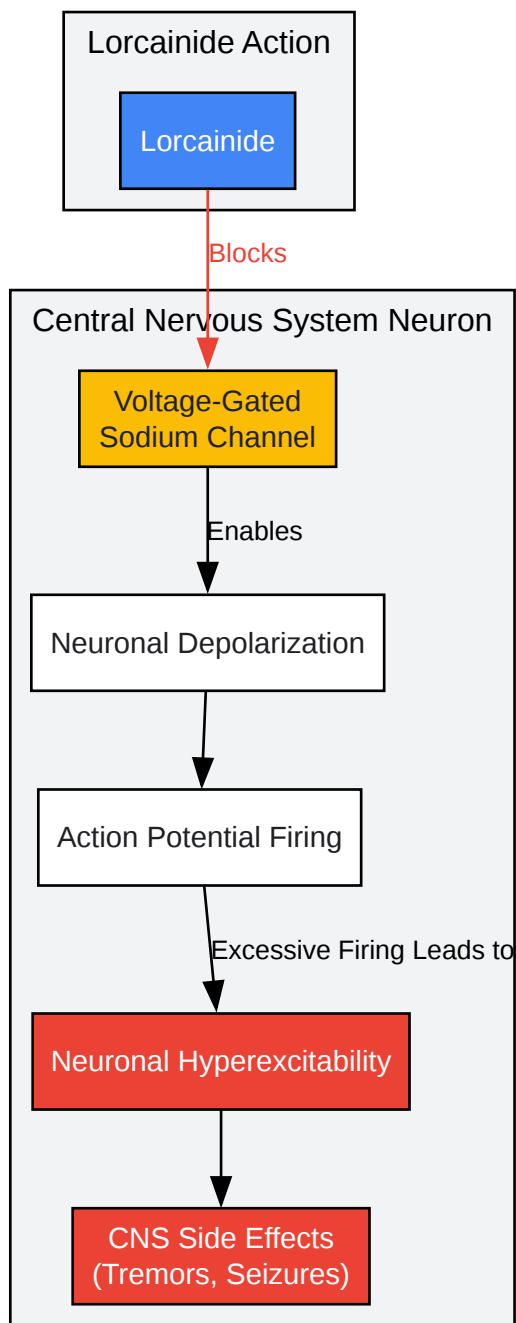 Lorcainide Action
Lorcainide
Blocks
Central Nervous System Neuron
Voltage-Gated
Sodium Channel
Enables
Neuronal Depolarization
Action Potential Firing
Excessive Firing Leads to
Neuronal Hyperexcitability
CNS Side Effects
(Tremors, Seizures)